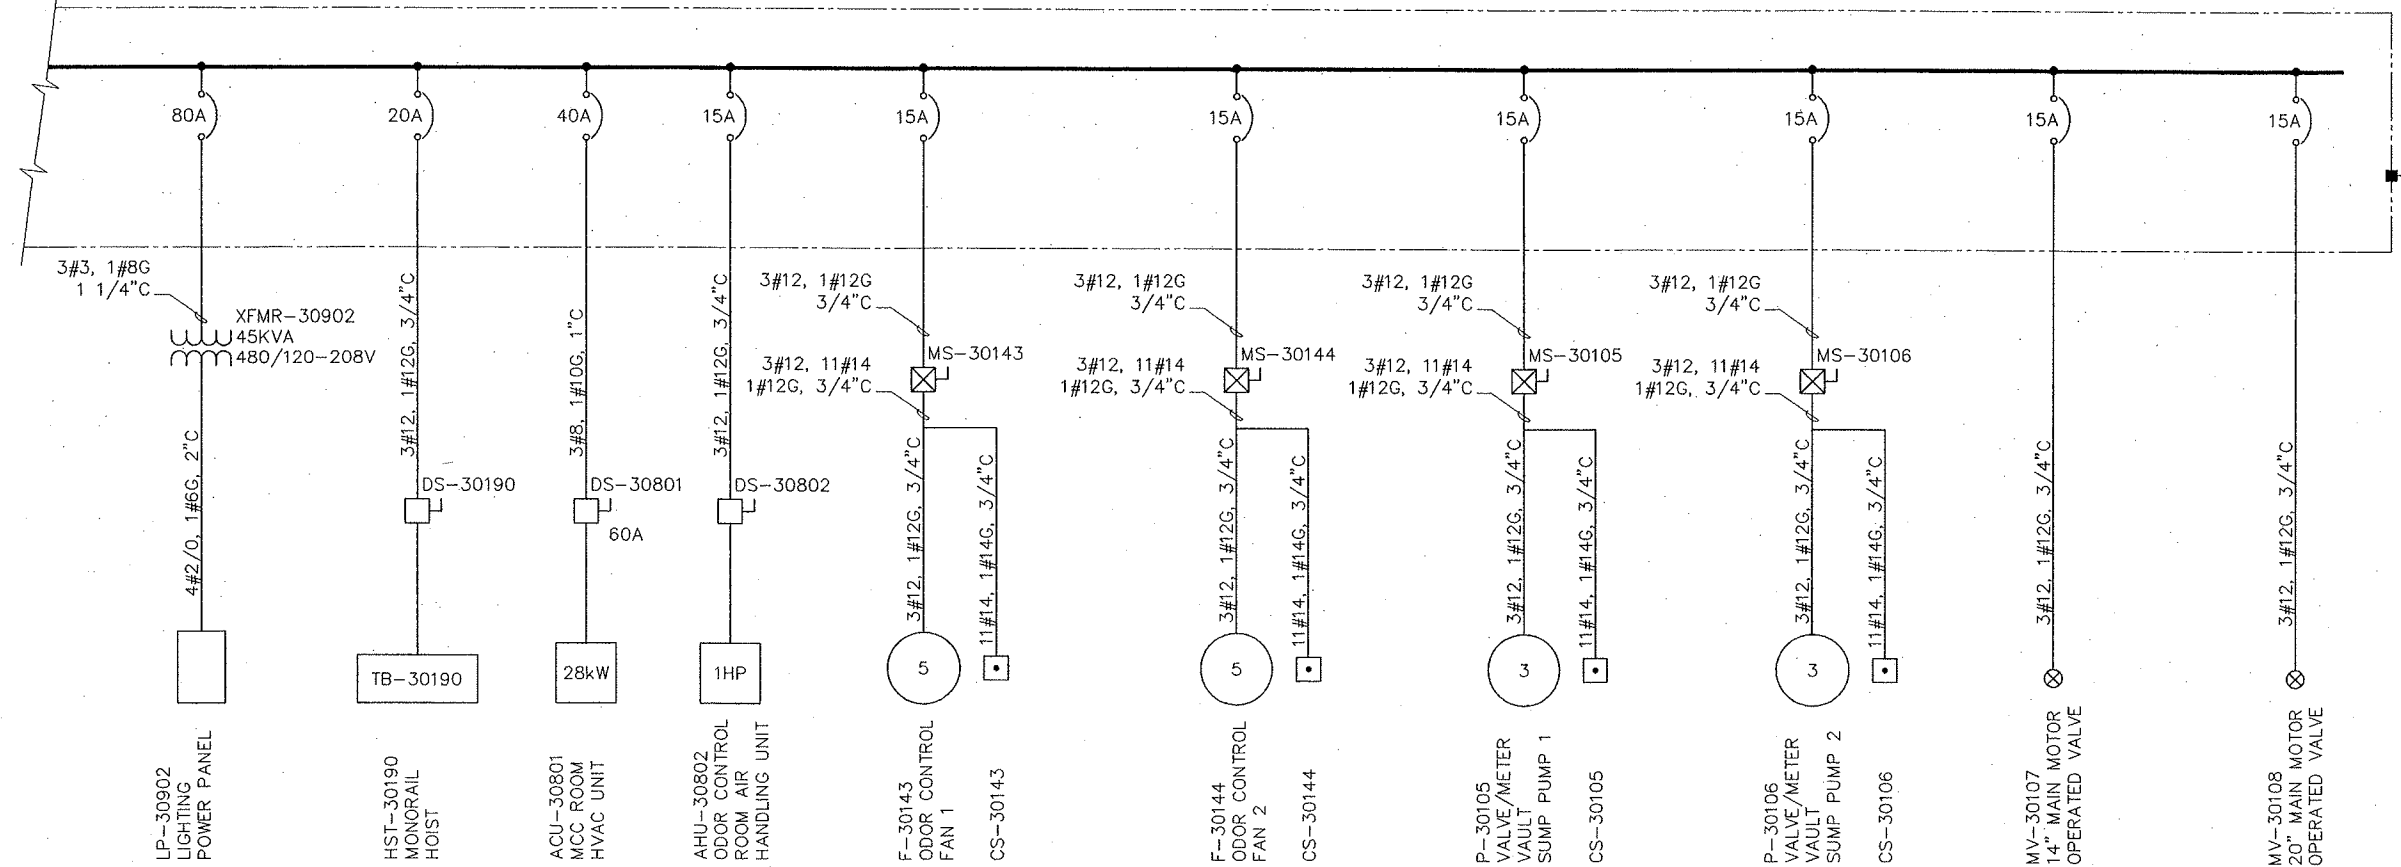 80A
20A
40A
15A
15A
15A
15A
15A
15A
15A
3#3, 1#8G
1 1/4"C
XFMR-30902
45KVA
480/120-208V
4#2/0, 1#6G, 2"C
3#12, 1#12G, 3/4"C
DS-30190
3#8, 1#10G, 1"C
DS-30801
60A
3#12, 1#12G, 3/4"C
DS-30802
3#12, 1#12G
3/4"C
MS-30143
3#12, 11#14
1#12G, 3/4"C
3#12, 1#12G, 3/4"C
11#14, 1#14G, 3/4"C
3#12, 1#12G
3/4"C
MS-30144
3#12, 11#14
1#12G, 3/4"C
3#12, 1#12G, 3/4"C
11#14, 1#14G, 3/4"C
3#12, 1#12G
3/4"C
MS-30105
3#12, 11#14
1#12G, 3/4"C
3#12, 1#12G, 3/4"C
11#14, 1#14G, 3/4"C
3#12, 1#12G
3/4"C
MS-30106
3#12, 11#14
1#12G, 3/4"C
3#12, 1#12G, 3/4"C
11#14, 1#14G, 3/4"C
3#12, 1#12G, 3/4"C
3#12, 1#12G, 3/4"C
TB-30190
28kW
1HP
5
5
3
3
LP-30902
LIGHTING
POWER PANEL
HST-30190
MONORAIL
HOIST
ACU-30801
MCC ROOM
HVAC UNIT
AHU-30802
ODOR CONTROL
ROOM AIR
HANDLING UNIT
F-30143
ODOR CONTROL
FAN 1
CS-30143
F-30144
ODOR CONTROL
FAN 2
CS-30144
P-30105
VALVE/METER
VAULT
SUMP PUMP 1
CS-30105
P-30106
VALVE/METER
VAULT
SUMP PUMP 2
CS-30106
MV-30107
14" MAIN MOTOR
OPERATED VALVE
MV-30108
20" MAIN MOTOR
OPERATED VALVE